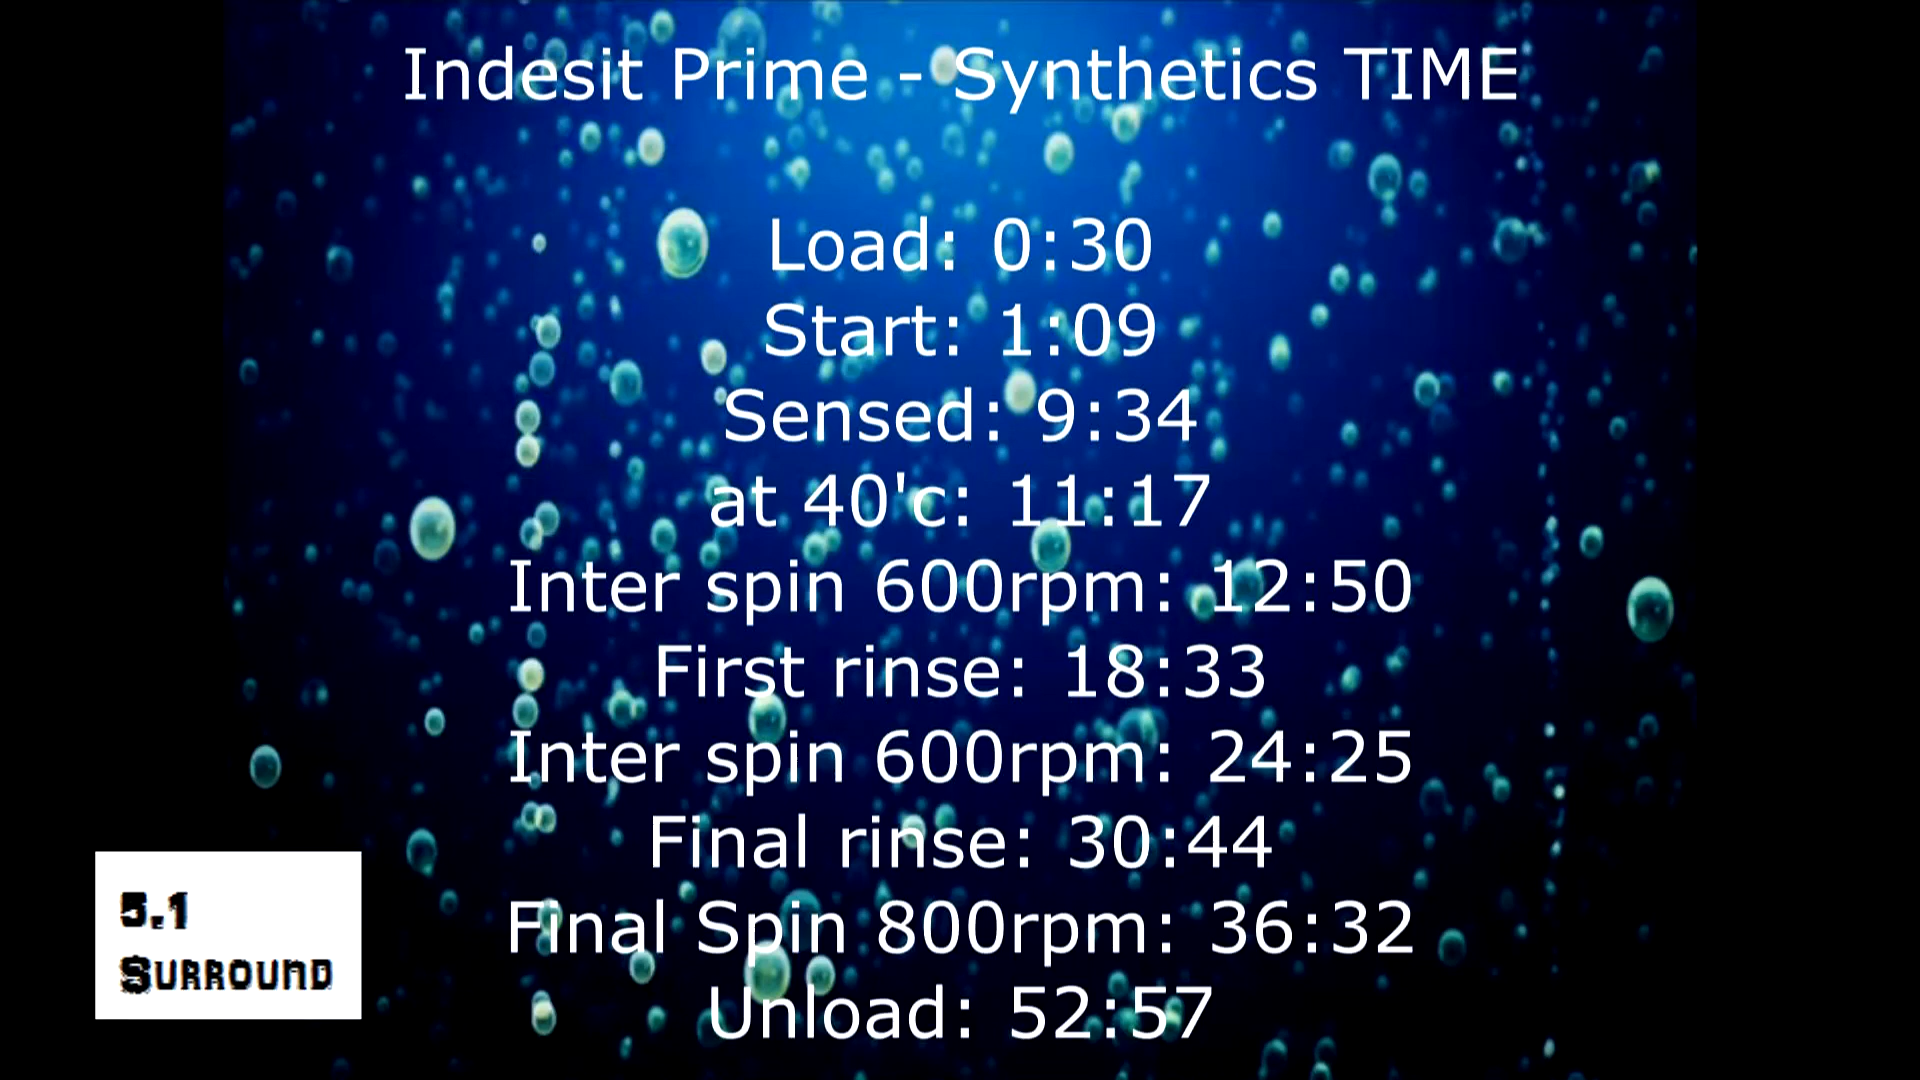 Indesit Prime - Synthetics TIME
Load: 0:30
Start: 1:09
Sensed: 9:34
at 40'c: 11:17
Inter spin 600rpm: 12:50
First rinse: 18:33
Inter spin 600rpm: 24:25
Final rinse: 30:44
Final Spin 800rpm: 36:32
Unload: 52:57
5.1
Surround